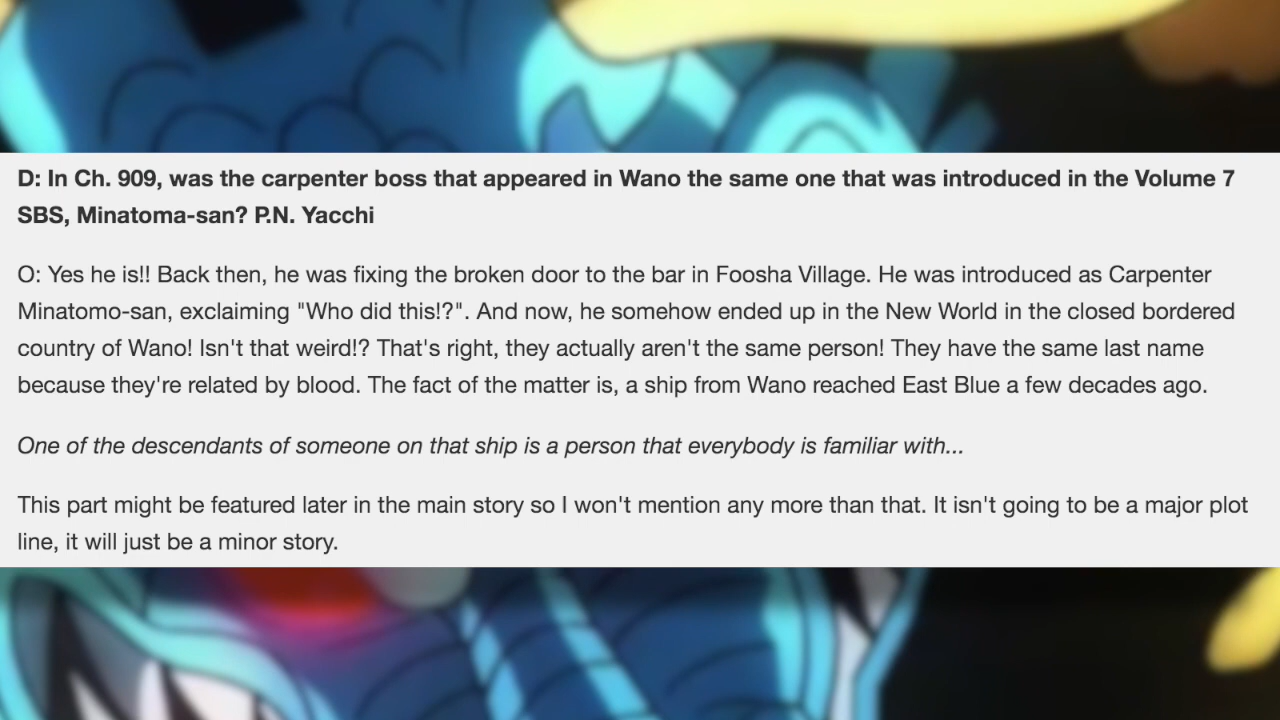 D: In Ch. 909, was the carpenter boss that appeared in Wano the same one that was introduced in the Volume 7
SBS, Minatoma-san? P.N. Yacchi
O: Yes he is!! Back then, he was fixing the broken door to the bar in Foosha Village. He was introduced as Carpenter
Minatomo-san, exclaiming "Who did this!?". And now, he somehow ended up in the New World in the closed bordered
country of Wano! Isn't that weird!? That's right, they actually aren't the same person! They have the same last name
because they're related by blood. The fact of the matter is, a ship from Wano reached East Blue a few decades ago.
One of the descendants of someone on that ship is a person that everybody is familiar with...
This part might be featured later in the main story so I won't mention any more than that. It isn't going to be a major plot
line, it will just be a minor story.